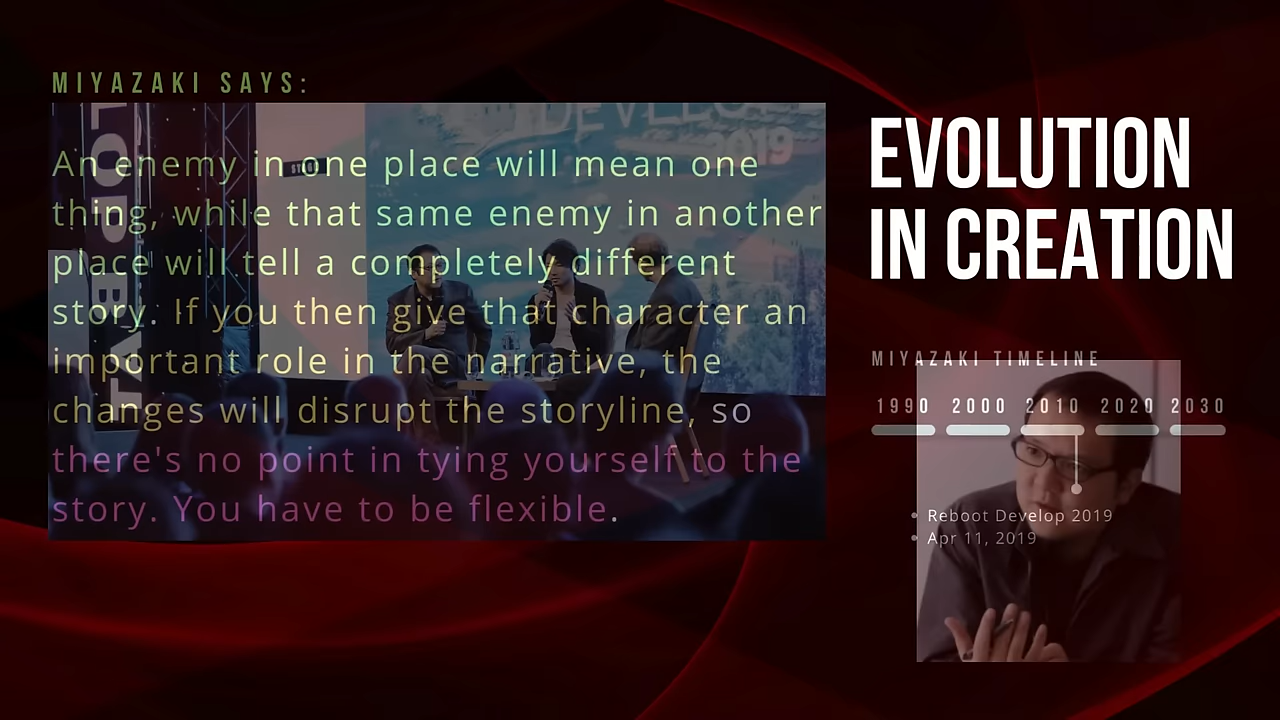 MIYAZAKI SAYS:
An enemy in one place will mean one
thing, while that same enemy in another
place will tell a completely different
story. If you then give that character an
important role in the narrative, the
changes will disrupt the storyline, so
there's no point in tying yourself to the
story. You have to be flexible.
EVOLUTION
IN CREATION
MIYAZAKI TIMELINE
1990 2000 2010 2020 2030
• Reboot Develop 2019
• Apr 11, 2019
2019